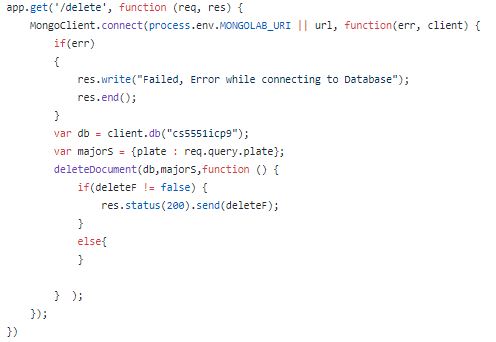 app.get('/delete', function (req, res) {
    MongoClient.connect(process.env.MONGOLAB_URI || url, function(err, client) {
        if(err)
        {
            res.write("Failed, Error while connecting to Database");
            res.end();
        }
        var db = client.db("cs5551icp9");
        var majorS = {plate : req.query.plate};
        deleteDocument(db,majorS,function () {
            if(deleteF != false) {
                res.status(200).send(deleteF);
            }
            else{
            }

        }  );
    });
})